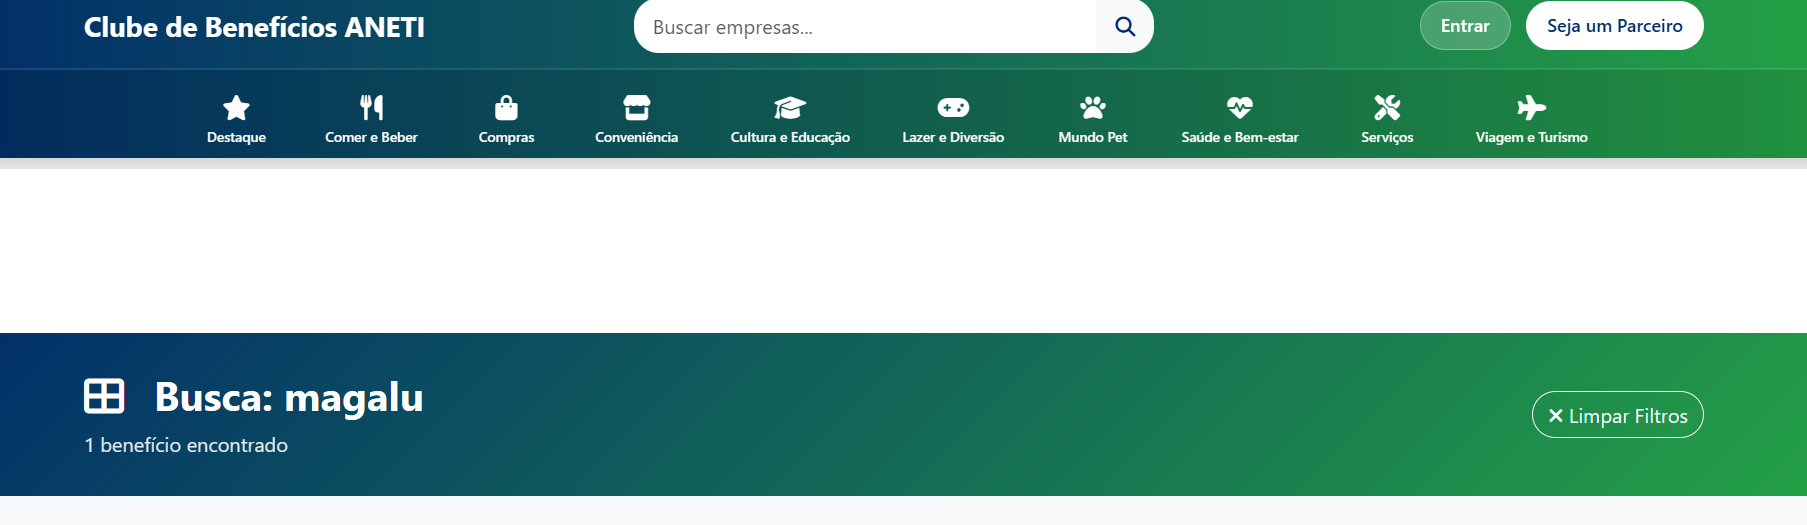 Clube de Benefícios ANETI
Buscar empresas...
Entrar
Seja um Parceiro
Destaque
Comer e Beber
Compras
Conveniência
Cultura e Educação
Lazer e Diversão
Mundo Pet
Saúde e Bem-estar
Serviços
Viagem e Turismo
Busca: magalu
1 benefício encontrado
Limpar Filtros